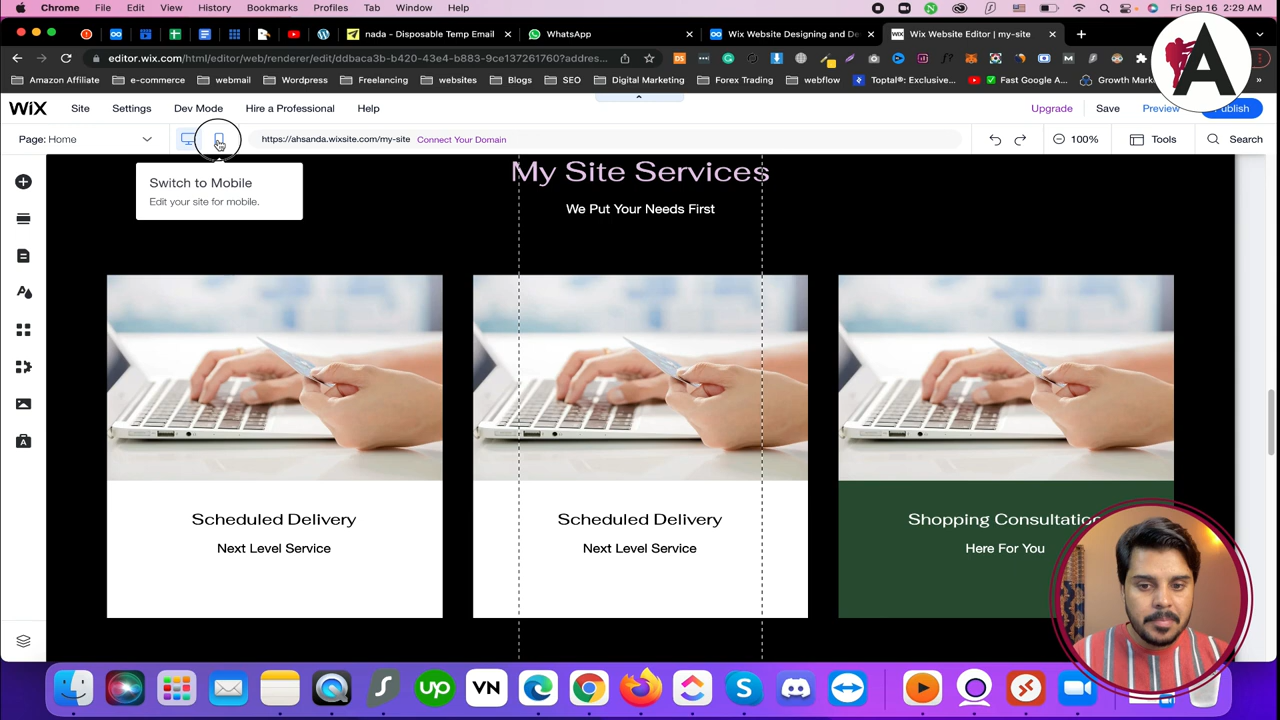 Chrome File Edit View History Bookmarks Profiles Tab Window Help Fri Sep 16 2:29 AM
nada - Disposable Temp Email WhatsApp Wix Website Designing and De Wix Website Editor | my-site
editor.wix.com/html/editor/web/renderer/edit/ddbaca3b-b420-43e4-b883-9ce137261760?addres...
Amazon Affiliate e-commerce webmail Freelancing websites Blogs SEO Digital Marketing Forex Trading webflow Toptal®: Exclusive... Fast Google A... Growth Mark
WiX Site Settings Dev Mode Hire a Professional Help Upgrade Save Preview Publish
Page: Home https://ahsanda.wixsite.com/my-site Connect Your Domain 100% Tools Search
Switch to Mobile
Edit your site for mobile.
My Site Services
We Put Your Needs First
Scheduled Delivery Scheduled Delivery Shopping Consultation
Next Level Service Next Level Service Here For You
up VN